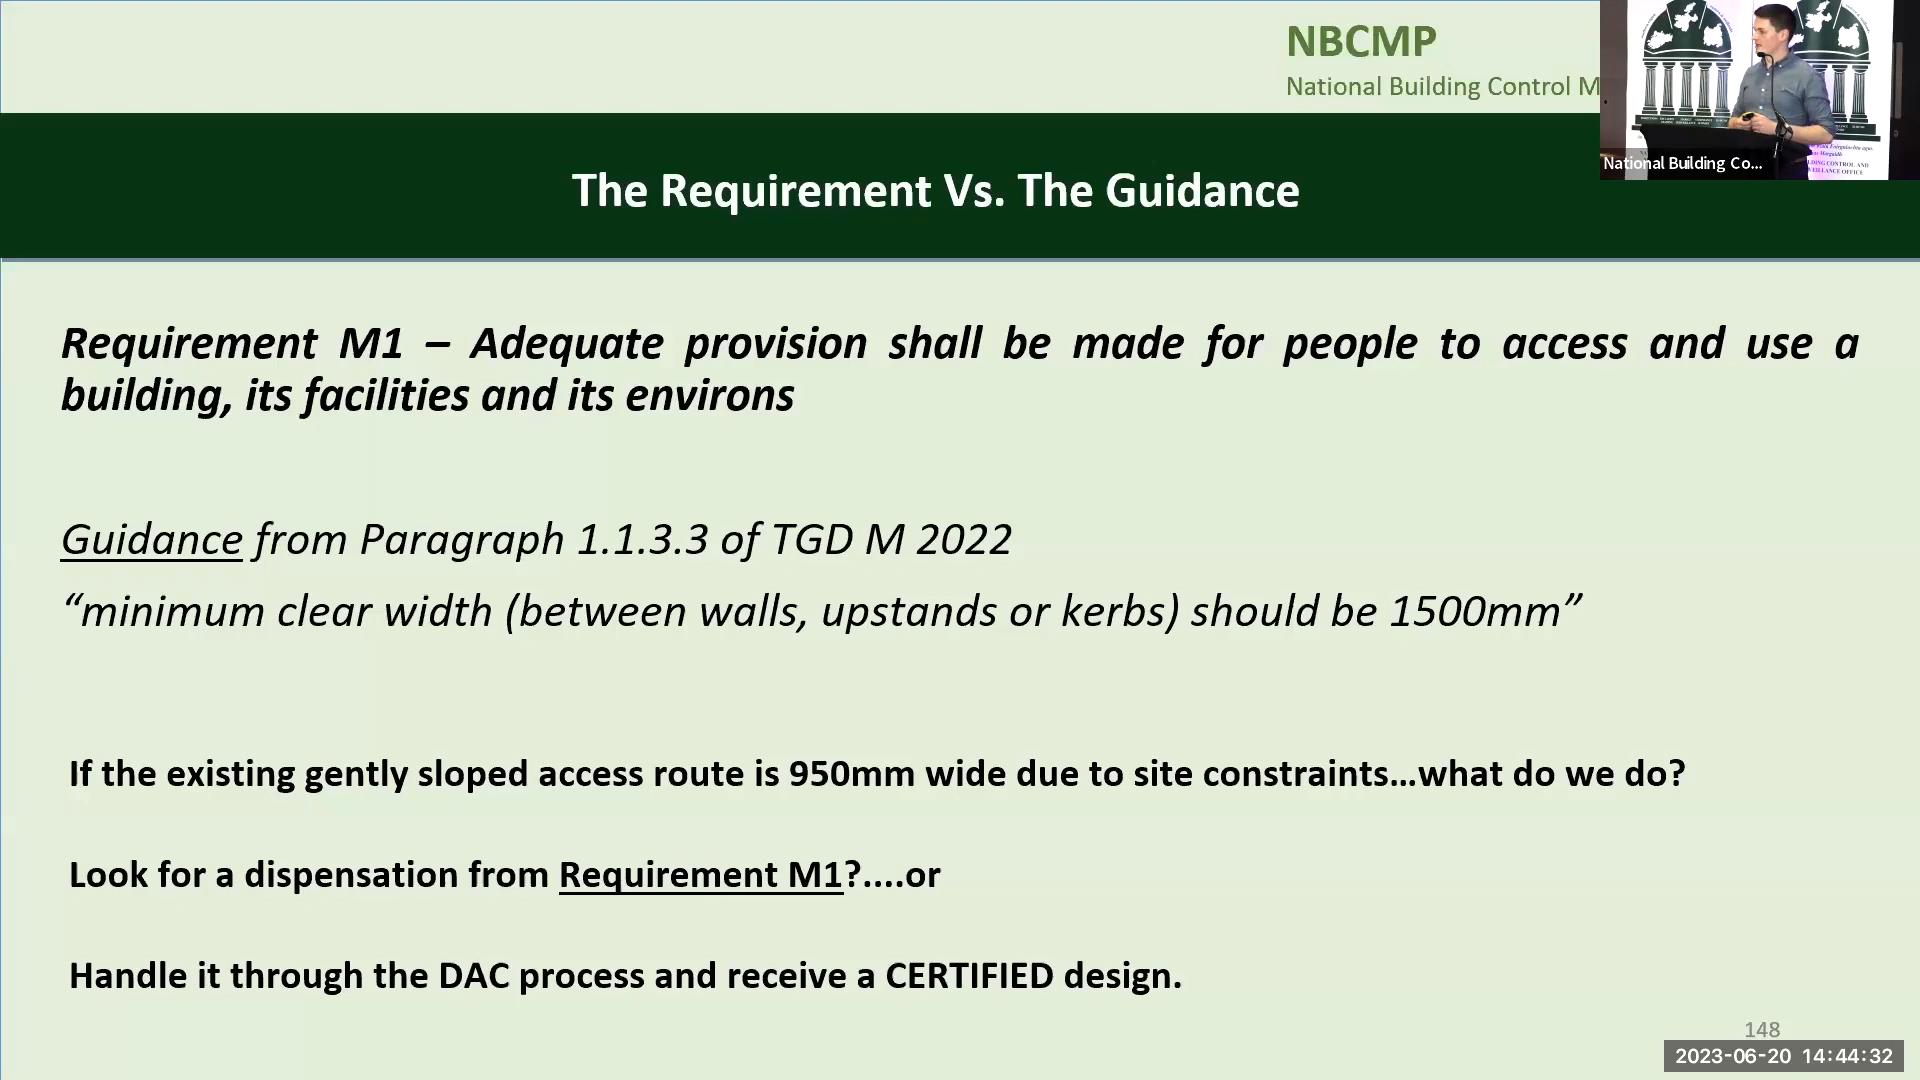 NBCMP
National Building Control M
National Building Co...
The Requirement Vs. The Guidance
Requirement M1 – Adequate provision shall be made for people to access and use a
building, its facilities and its environs
Guidance from Paragraph 1.1.3.3 of TGD M 2022
“minimum clear width (between walls, upstands or kerbs) should be 1500mm”
If the existing gently sloped access route is 950mm wide due to site constraints...what do we do?
Look for a dispensation from Requirement M1?....or
Handle it through the DAC process and receive a CERTIFIED design.
148
2023-06-20 14:44:32